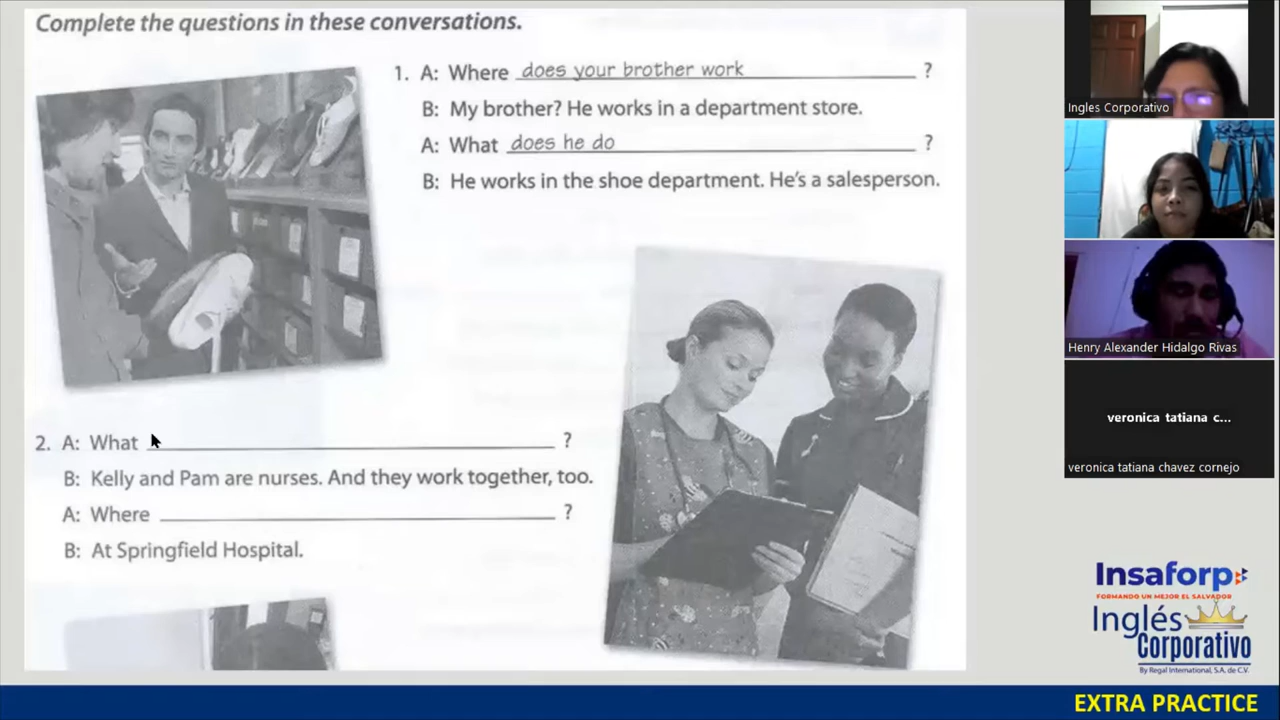 Complete the questions in these conversations.
1. A: Where does your brother work ?
B: My brother? He works in a department store.
A: What does he do ?
B: He works in the shoe department. He's a salesperson.
2. A: What ?
B: Kelly and Pam are nurses. And they work together, too.
A: Where ?
B: At Springfield Hospital.
Ingles Corporativo
Henry Alexander Hidalgo Rivas
veronica tatiana c...
veronica tatiana chavez cornejo
Insaforp
FORMANDO UN MEJOR EL SALVADOR
Inglés
Corporativo
By Regal International, S.A. de C.V.
EXTRA PRACTICE